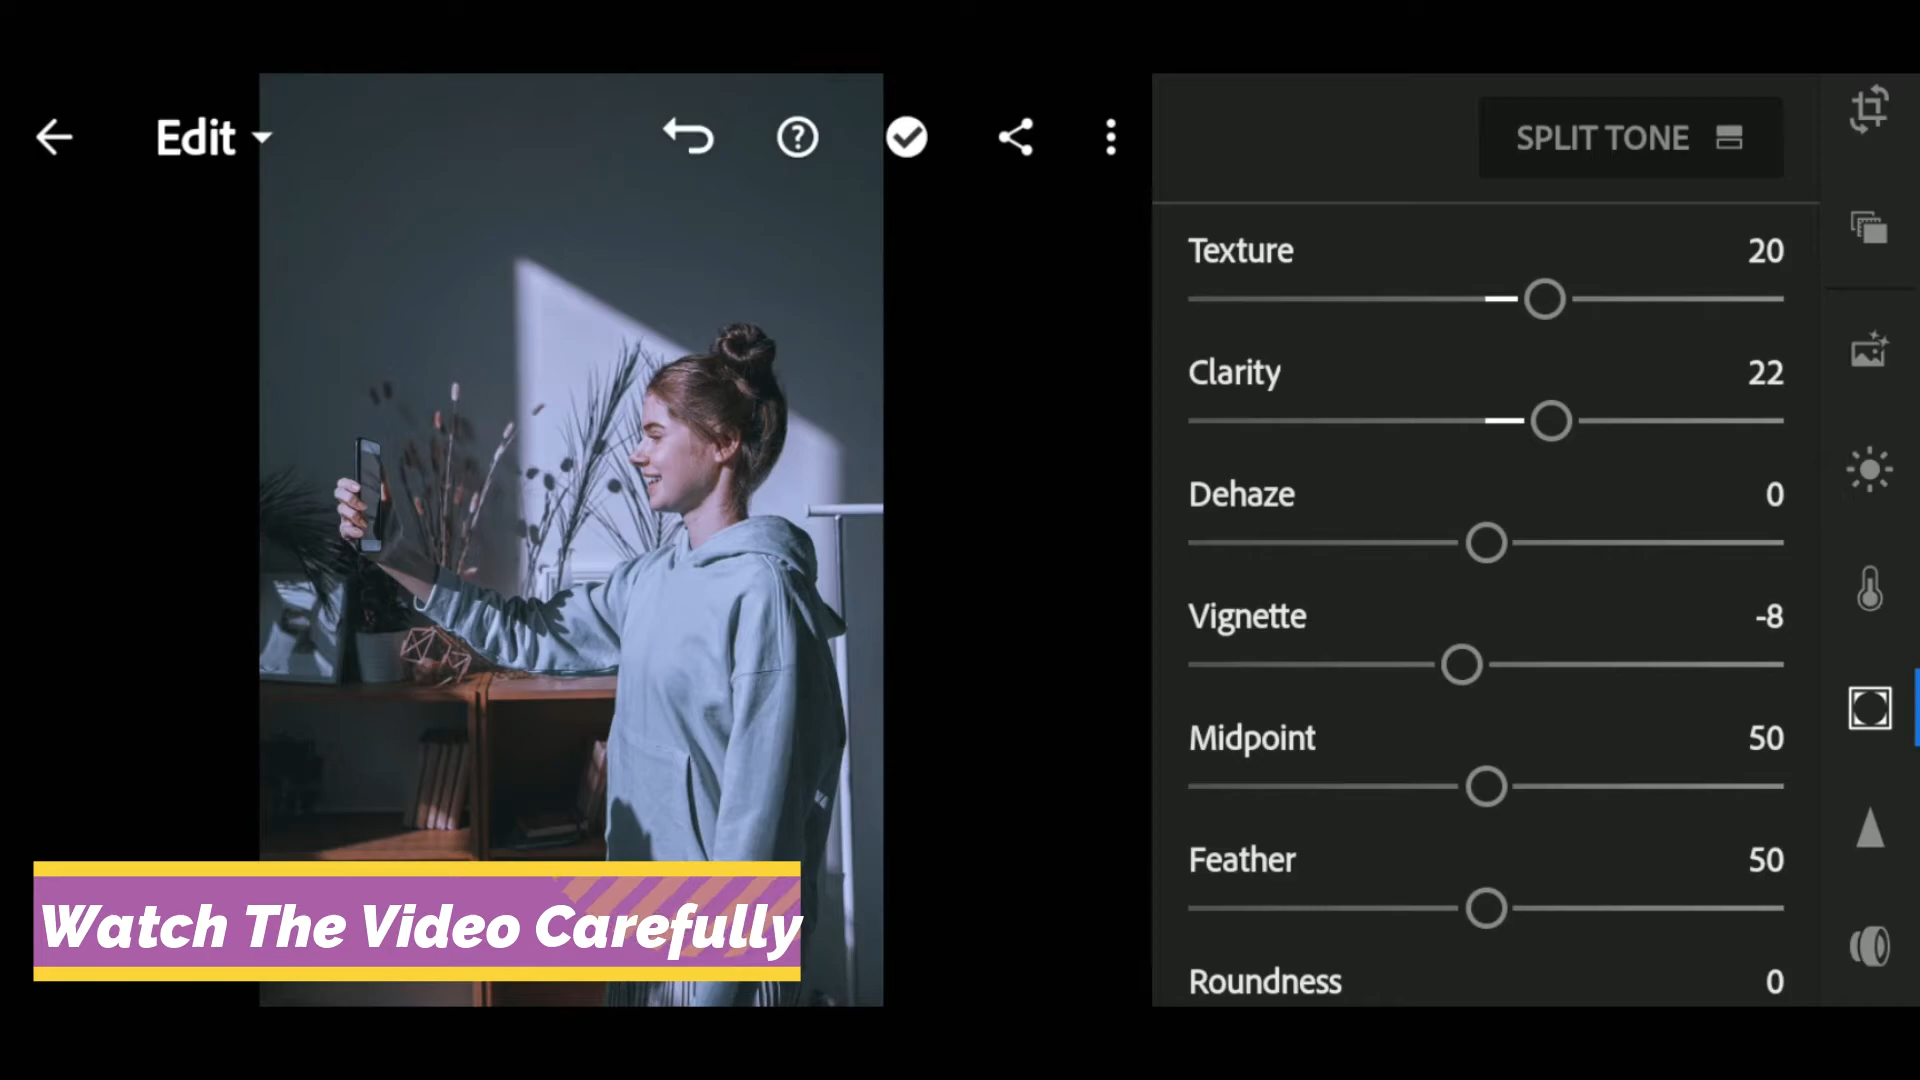 Edit
SPLIT TONE
Texture 20
Clarity 22
Dehaze 0
Vignette -8
Midpoint 50
Feather 50
Roundness 0
Watch The Video Carefully